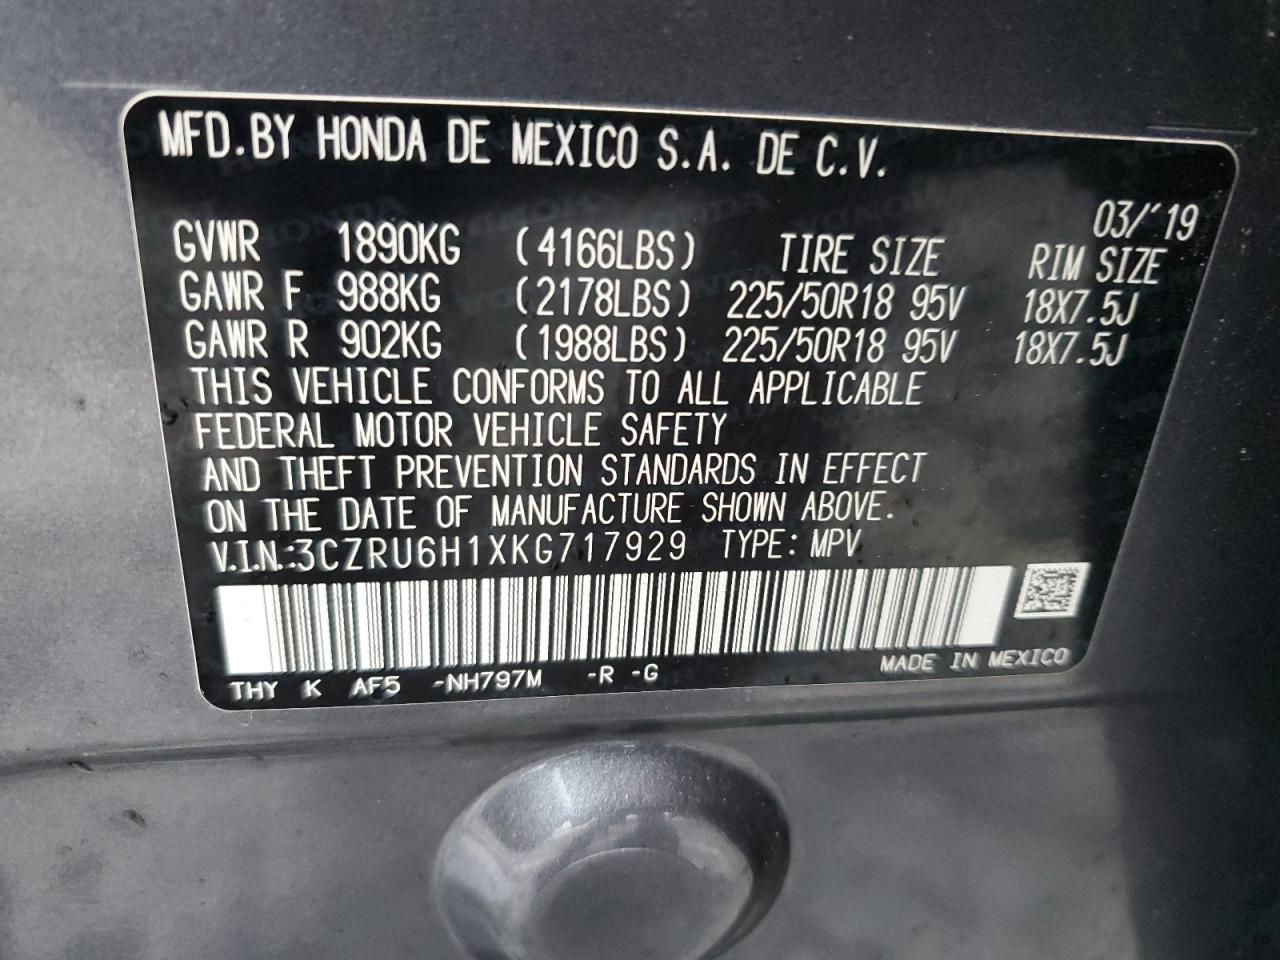 MFD.BY HONDA DE MEXICO S.A. DE C.V.
03/'19
GVWR 1890KG (4166LBS) TIRE SIZE RIM SIZE
GAWR F 988KG (2178LBS) 225/50R18 95V 18X7.5J
GAWR R 902KG (1988LBS) 225/50R18 95V 18X7.5J
THIS VEHICLE CONFORMS TO ALL APPLICABLE
FEDERAL MOTOR VEHICLE SAFETY
AND THEFT PREVENTION STANDARDS IN EFFECT
ON THE DATE OF MANUFACTURE SHOWN ABOVE.
V.I.N.:3CZRU6H1XKG717929 TYPE: MPV
THY K AF5 -NH797M -R -G MADE IN MEXICO